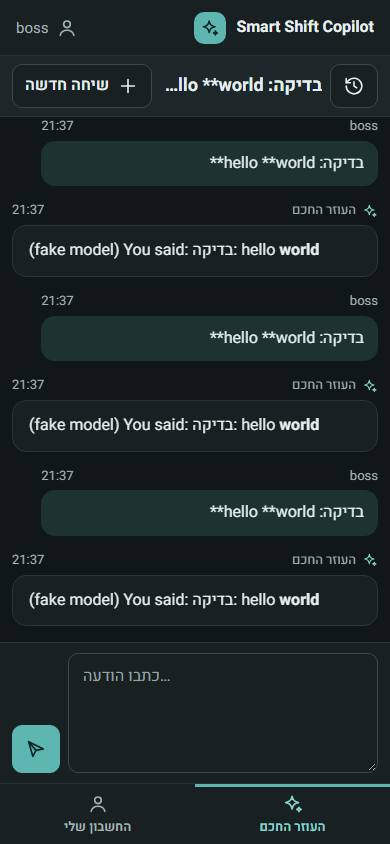 Smart Shift Copilot
boss
בדיקה: hello **world**...
שיחה חדשה
boss
21:37
בדיקה: hello **world**
העוזר החכם
21:37
(fake model) You said: בדיקה: hello world
boss
21:37
בדיקה: hello **world**
העוזר החכם
21:37
(fake model) You said: בדיקה: hello world
boss
21:37
בדיקה: hello **world**
העוזר החכם
21:37
(fake model) You said: בדיקה: hello world
כתבו הודעה...
העוזר החכם
החשבון שלי